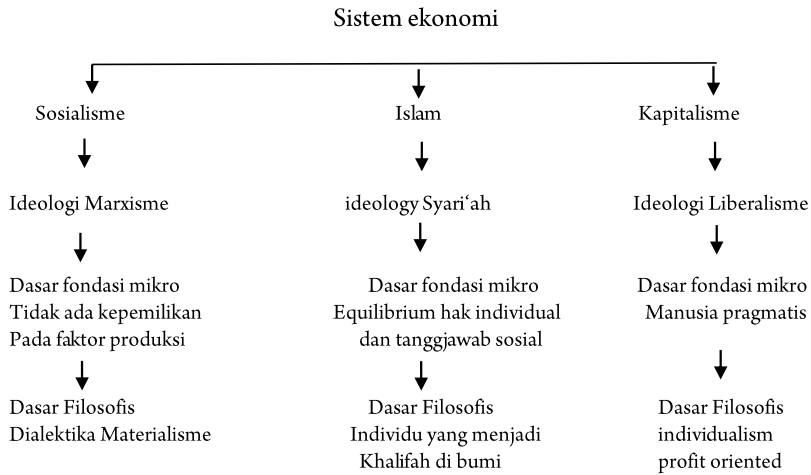 Sistem ekonomi
Sosialisme
Islam
Kapitalisme
Ideologi Marxisme
ideology Syari‘ah
Ideologi Liberalisme
Dasar fondasi mikro
Tidak ada kepemilikan
Pada faktor produksi
Dasar fondasi mikro
Equilibrium hak individual
dan tanggjawab sosial
Dasar fondasi mikro
Manusia pragmatis
Dasar Filosofis
Dialektika Materialisme
Dasar Filosofis
Individu yang menjadi
Khalifah di bumi
Dasar Filosofis
individualism
profit oriented